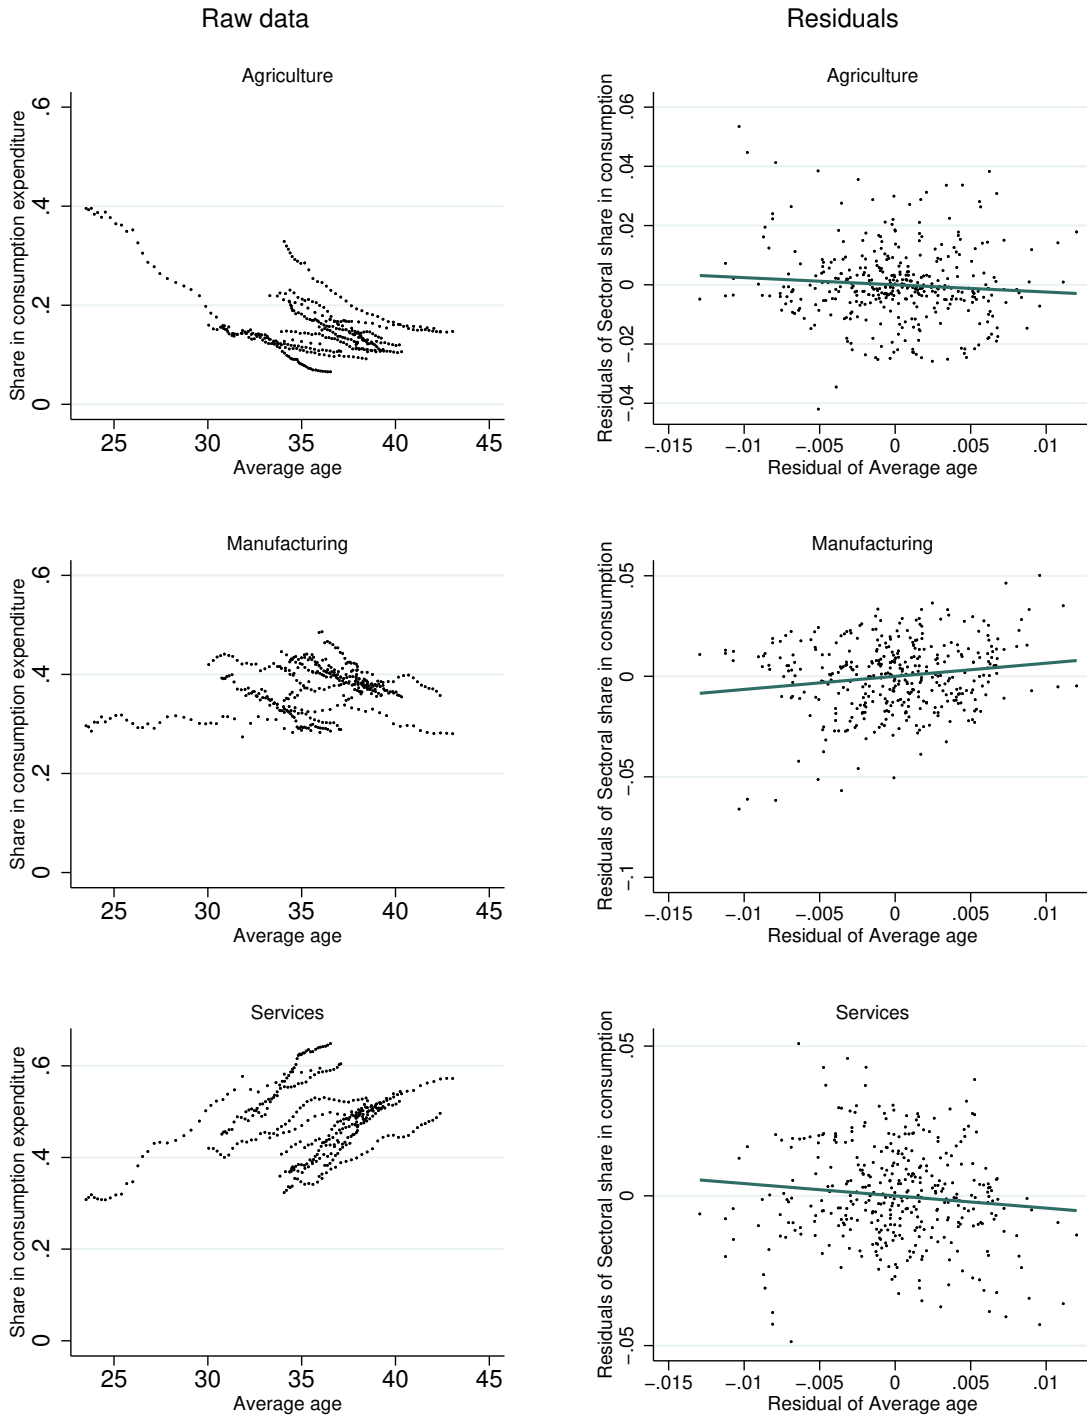 Raw data
Residuals
Agriculture
Share in consumption expenditure
0 .2 .4 .6
25 30 35 40 45
Average age
Agriculture
Residuals of Sectoral share in consumption
-.04 -.02 0 .02 .04 .06
-.015 -.01 -.005 0 .005 .01
Residual of Average age
Manufacturing
Share in consumption expenditure
0 .2 .4 .6
25 30 35 40 45
Average age
Manufacturing
Residuals of Sectoral share in consumption
-.1 -.05 0 .05
-.015 -.01 -.005 0 .005 .01
Residual of Average age
Services
Share in consumption expenditure
0 .2 .4 .6
25 30 35 40 45
Average age
Services
Residuals of Sectoral share in consumption
-.05 0 .05
-.015 -.01 -.005 0 .005 .01
Residual of Average age